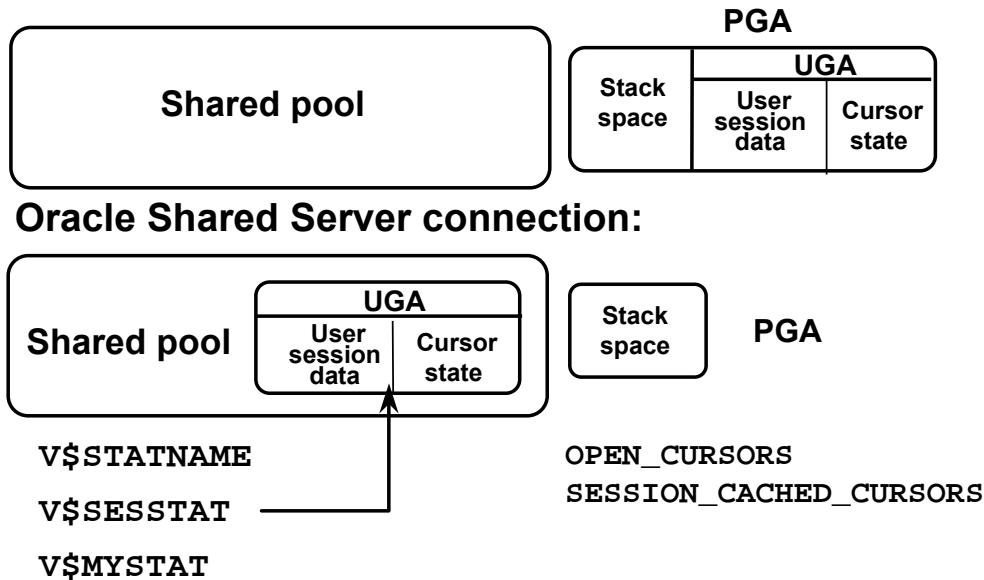 PGA
Shared pool
Stack
space
UGA
User
session
data
Cursor
state
Oracle Shared Server connection:
Shared pool
UGA
User
session
data
Cursor
state
Stack
space
PGA
V$STATNAME
V$SESSTAT
V$MYSTAT
OPEN_CURSORS
SESSION_CACHED_CURSORS